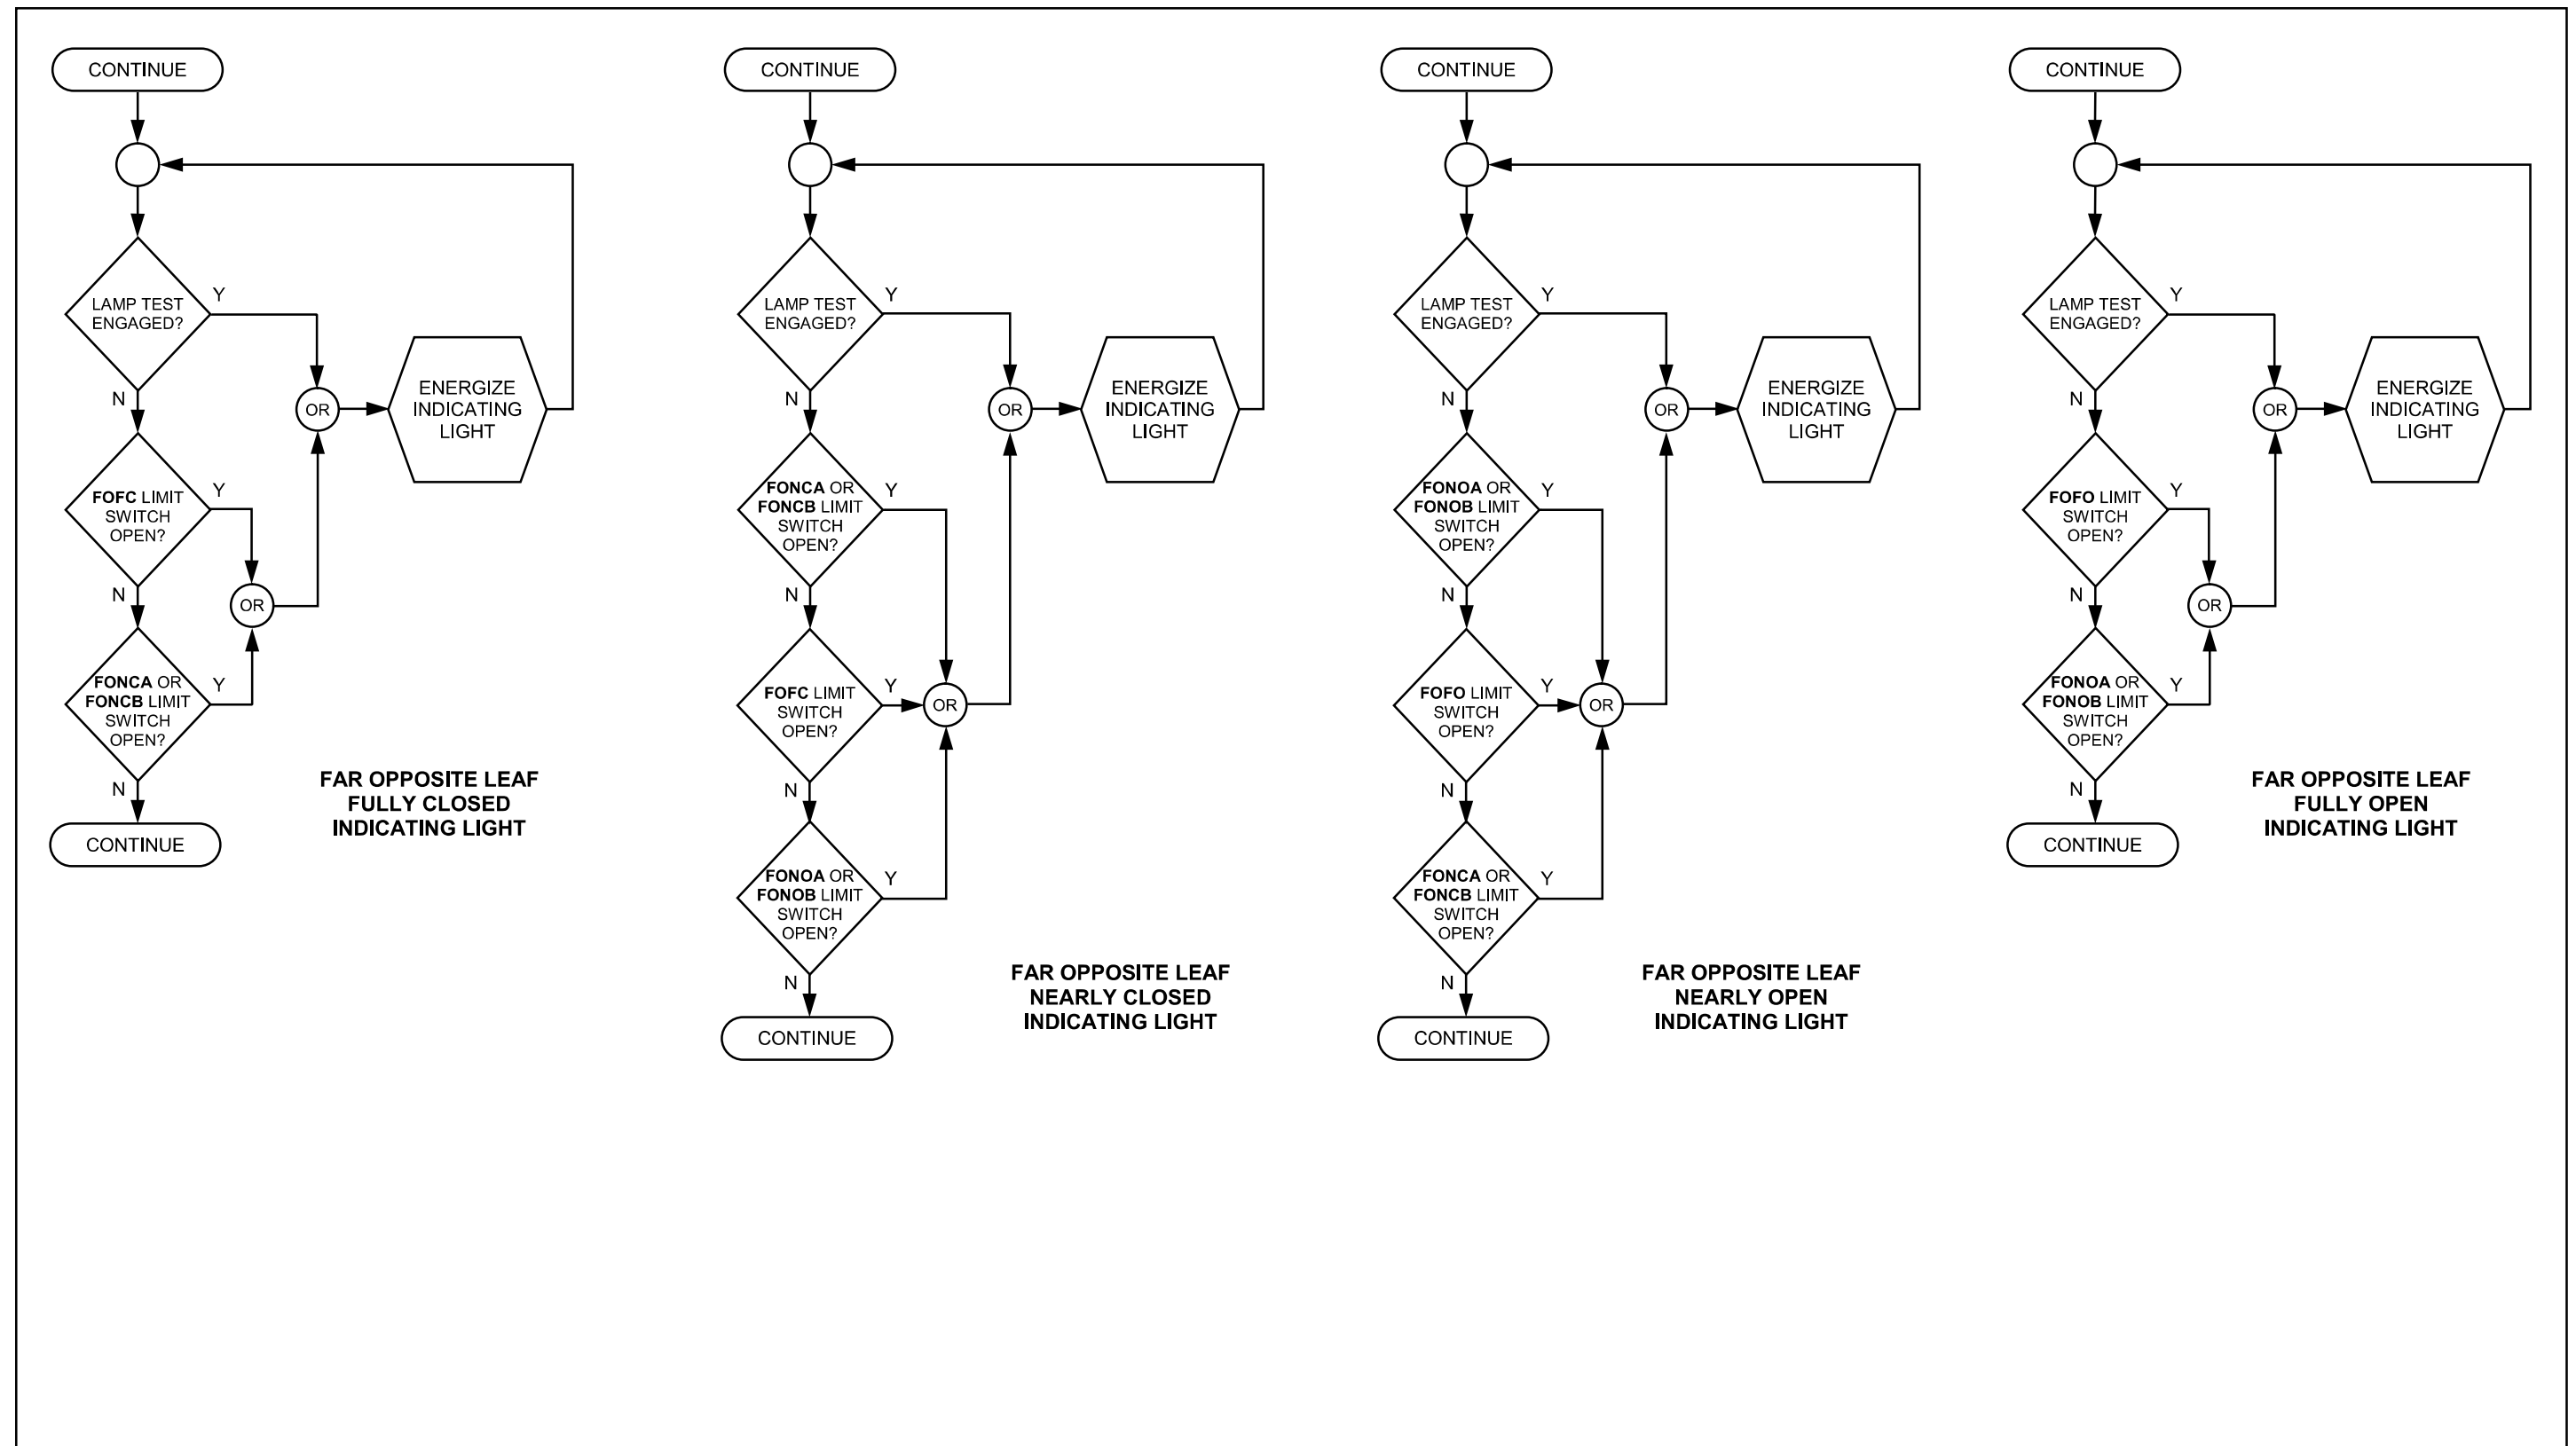 CONTINUE
LAMP TEST
ENGAGED?
Y
N
ENERGIZE
INDICATING
LIGHT
OR
FOFC LIMIT
SWITCH
OPEN?
Y
N
OR
FONCA OR
FONCB LIMIT
SWITCH
OPEN?
Y
N
CONTINUE
FAR OPPOSITE LEAF
FULLY CLOSED
INDICATING LIGHT
CONTINUE
LAMP TEST
ENGAGED?
Y
N
ENERGIZE
INDICATING
LIGHT
OR
FONCA OR
FONCB LIMIT
SWITCH
OPEN?
Y
N
FOFC LIMIT
SWITCH
OPEN?
Y
N
OR
FONOA OR
FONOB LIMIT
SWITCH
OPEN?
Y
N
CONTINUE
FAR OPPOSITE LEAF
NEARLY CLOSED
INDICATING LIGHT
CONTINUE
LAMP TEST
ENGAGED?
Y
N
ENERGIZE
INDICATING
LIGHT
OR
FONOA OR
FONOB LIMIT
SWITCH
OPEN?
Y
N
FOFO LIMIT
SWITCH
OPEN?
Y
N
OR
FONCA OR
FONCB LIMIT
SWITCH
OPEN?
Y
N
CONTINUE
FAR OPPOSITE LEAF
NEARLY OPEN
INDICATING LIGHT
CONTINUE
LAMP TEST
ENGAGED?
Y
N
ENERGIZE
INDICATING
LIGHT
OR
FOFO LIMIT
SWITCH
OPEN?
Y
N
OR
FONOA OR
FONOB LIMIT
SWITCH
OPEN?
Y
N
CONTINUE
FAR OPPOSITE LEAF
FULLY OPEN
INDICATING LIGHT